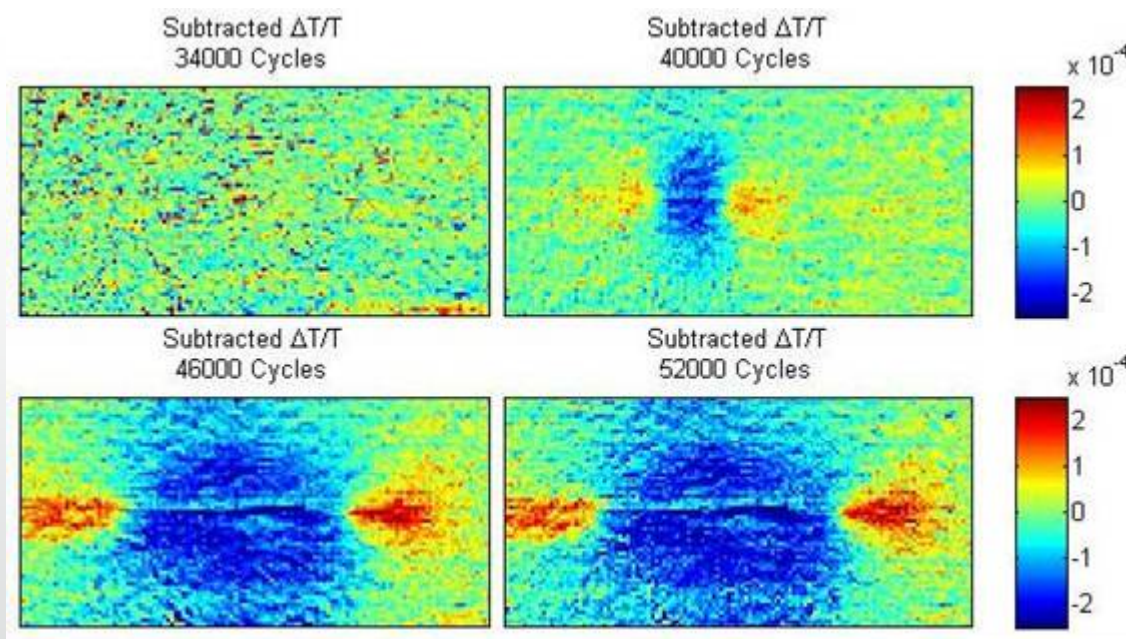 Subtracted ΔT/T
34000 Cycles
Subtracted ΔT/T
40000 Cycles
x 10-4
2
1
0
-1
-2
Subtracted ΔT/T
46000 Cycles
Subtracted ΔT/T
52000 Cycles
x 10-4
2
1
0
-1
-2